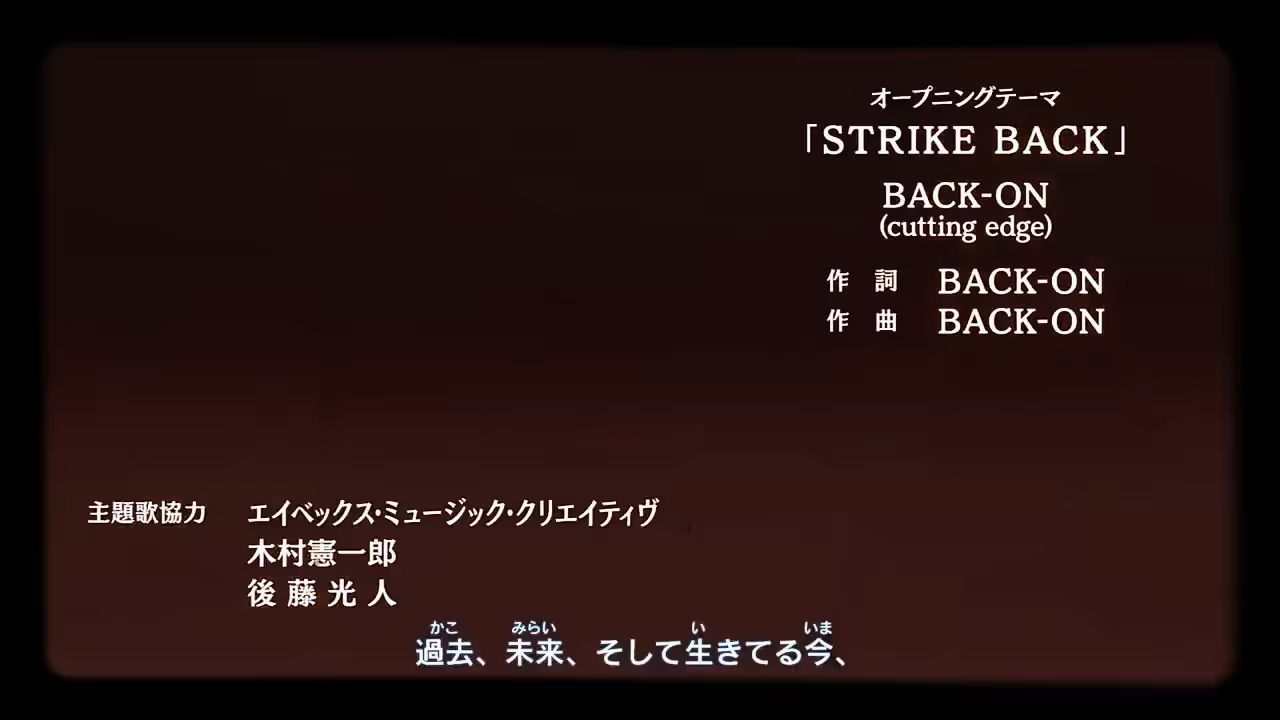 オープニングテーマ
「STRIKE BACK」
BACK-ON
(cutting edge)
作 詞 BACK-ON
作 曲 BACK-ON
主題歌協力 エイベックス・ミュージック・クリエイティヴ
木村憲一郎
後藤光人
かこ みらい い いま
過去、未来、そして生きてる今、